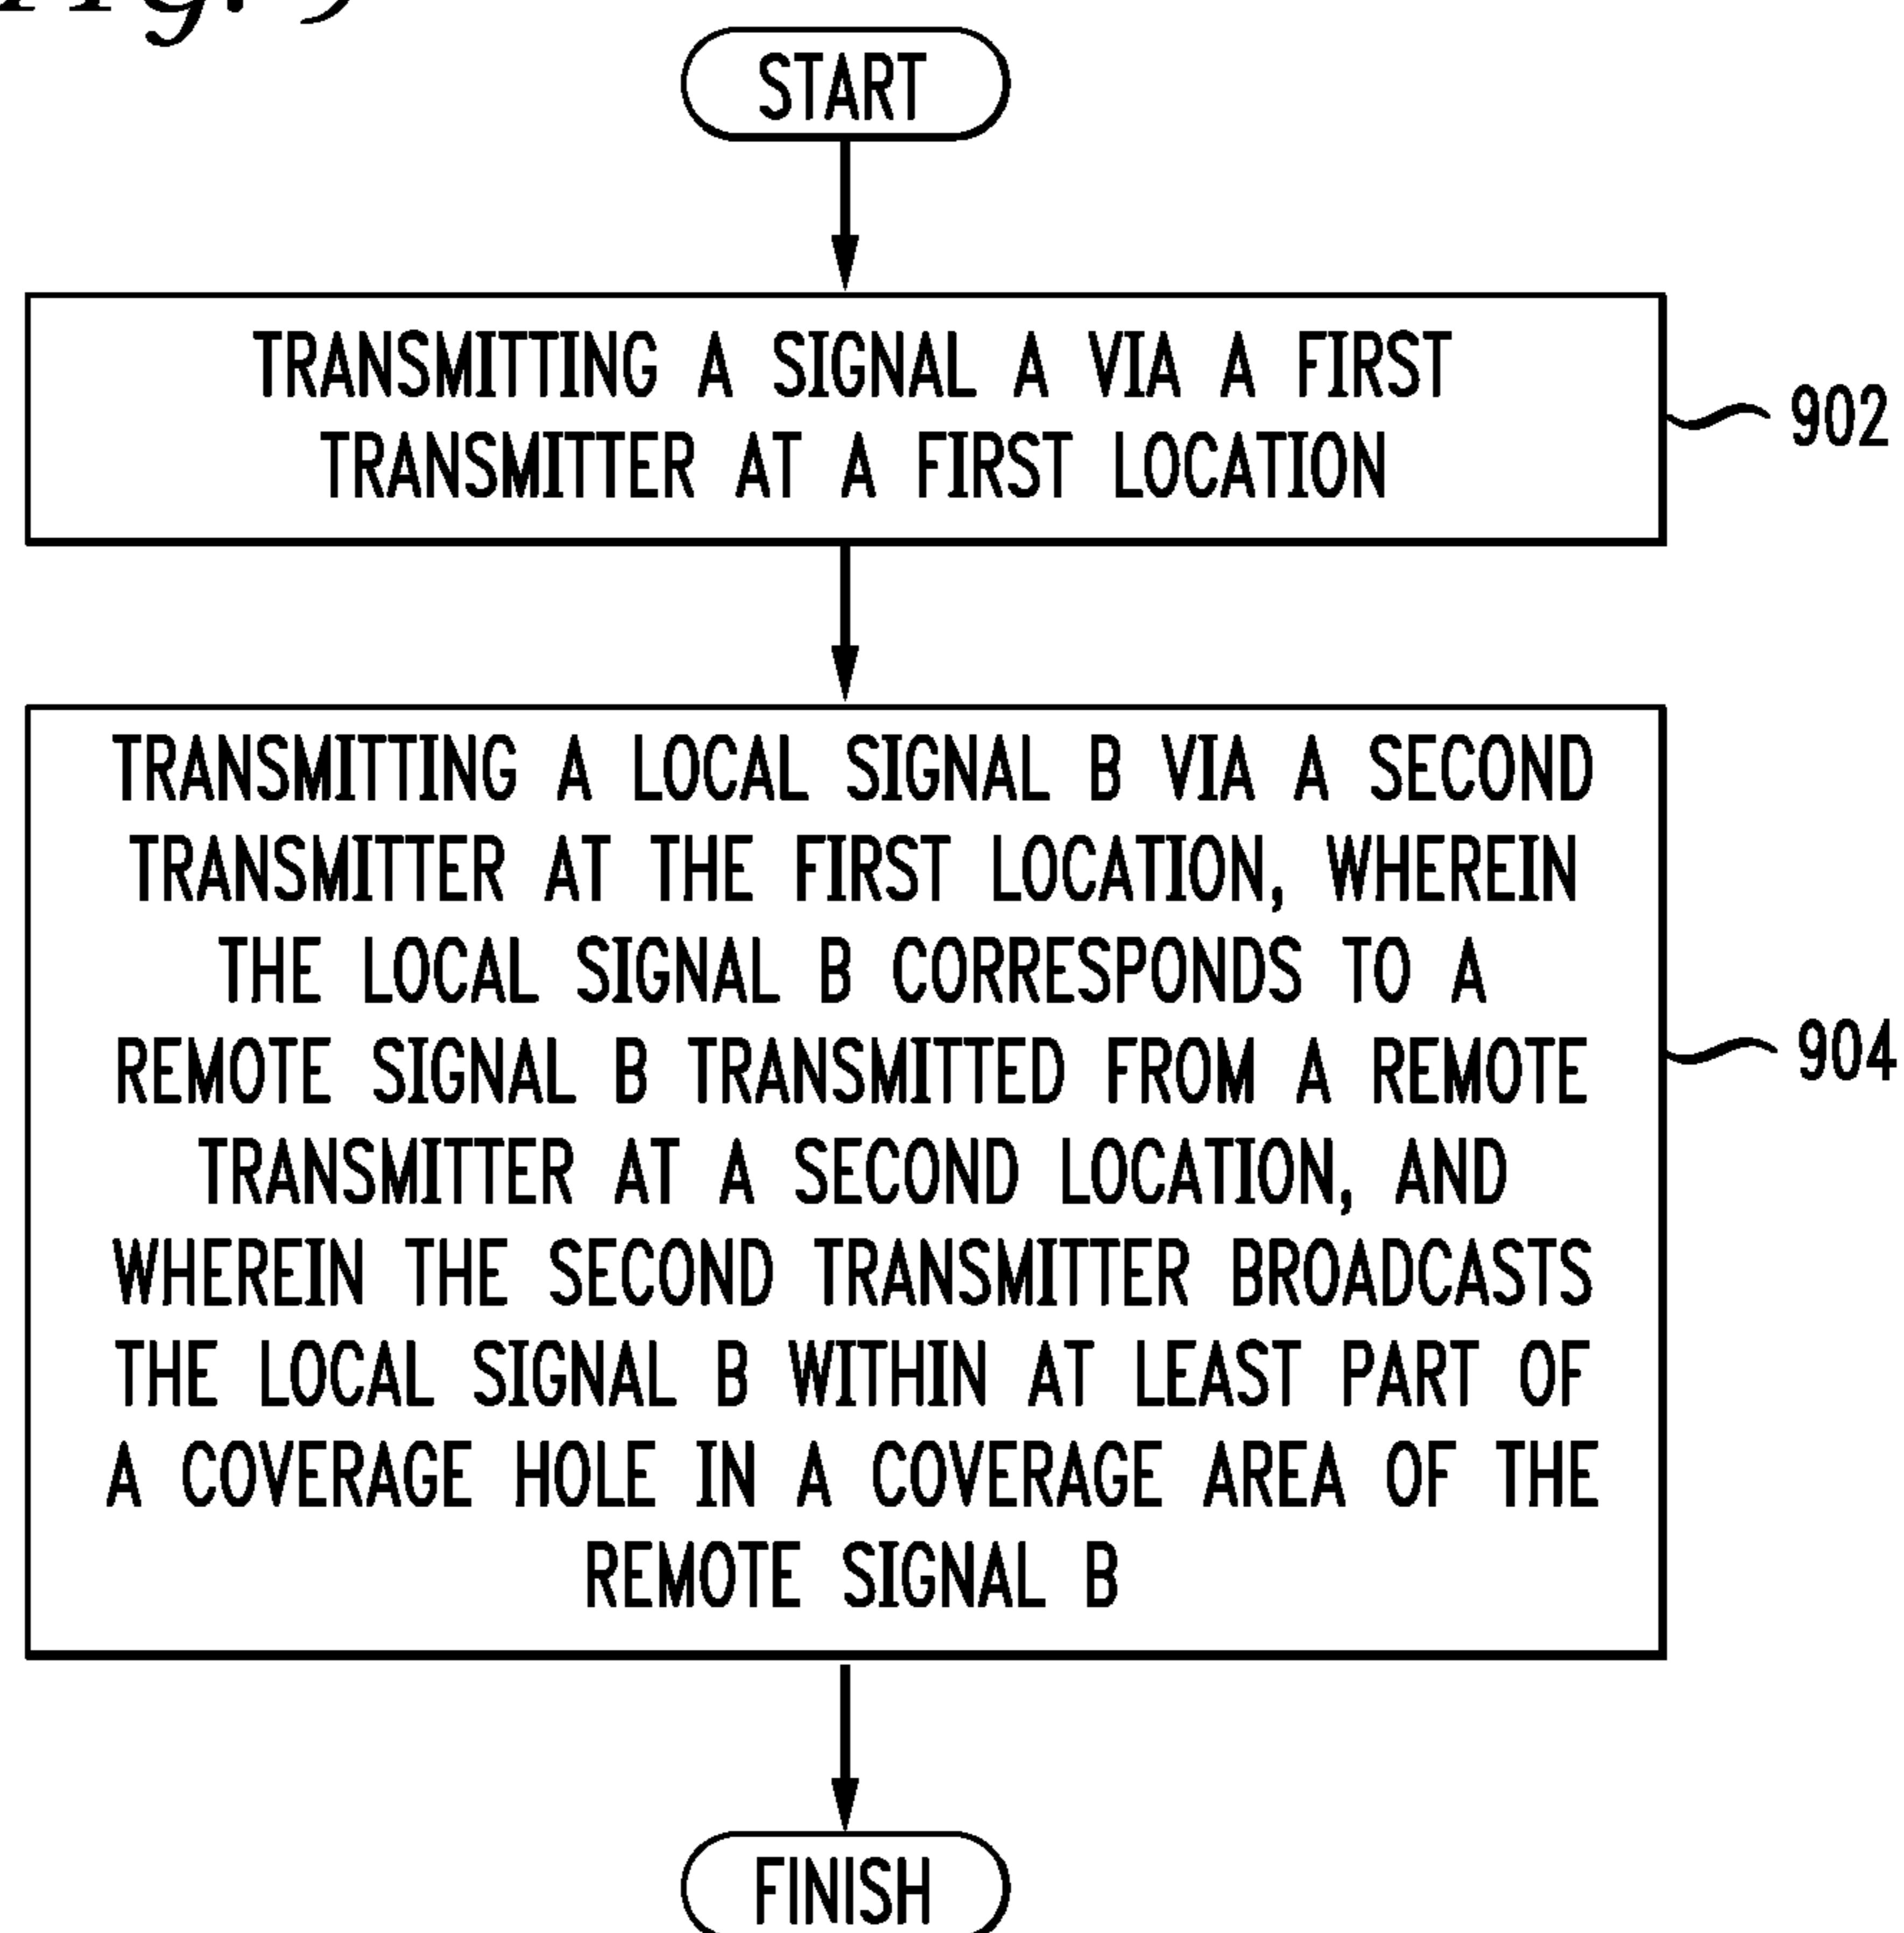 Fig. 9
START
TRANSMITTING A SIGNAL A VIA A FIRST
TRANSMITTER AT A FIRST LOCATION
902
TRANSMITTING A LOCAL SIGNAL B VIA A SECOND
TRANSMITTER AT THE FIRST LOCATION, WHEREIN
THE LOCAL SIGNAL B CORRESPONDS TO A
REMOTE SIGNAL B TRANSMITTED FROM A REMOTE
TRANSMITTER AT A SECOND LOCATION, AND
WHEREIN THE SECOND TRANSMITTER BROADCASTS
THE LOCAL SIGNAL B WITHIN AT LEAST PART OF
A COVERAGE HOLE IN A COVERAGE AREA OF THE
REMOTE SIGNAL B
904
FINISH